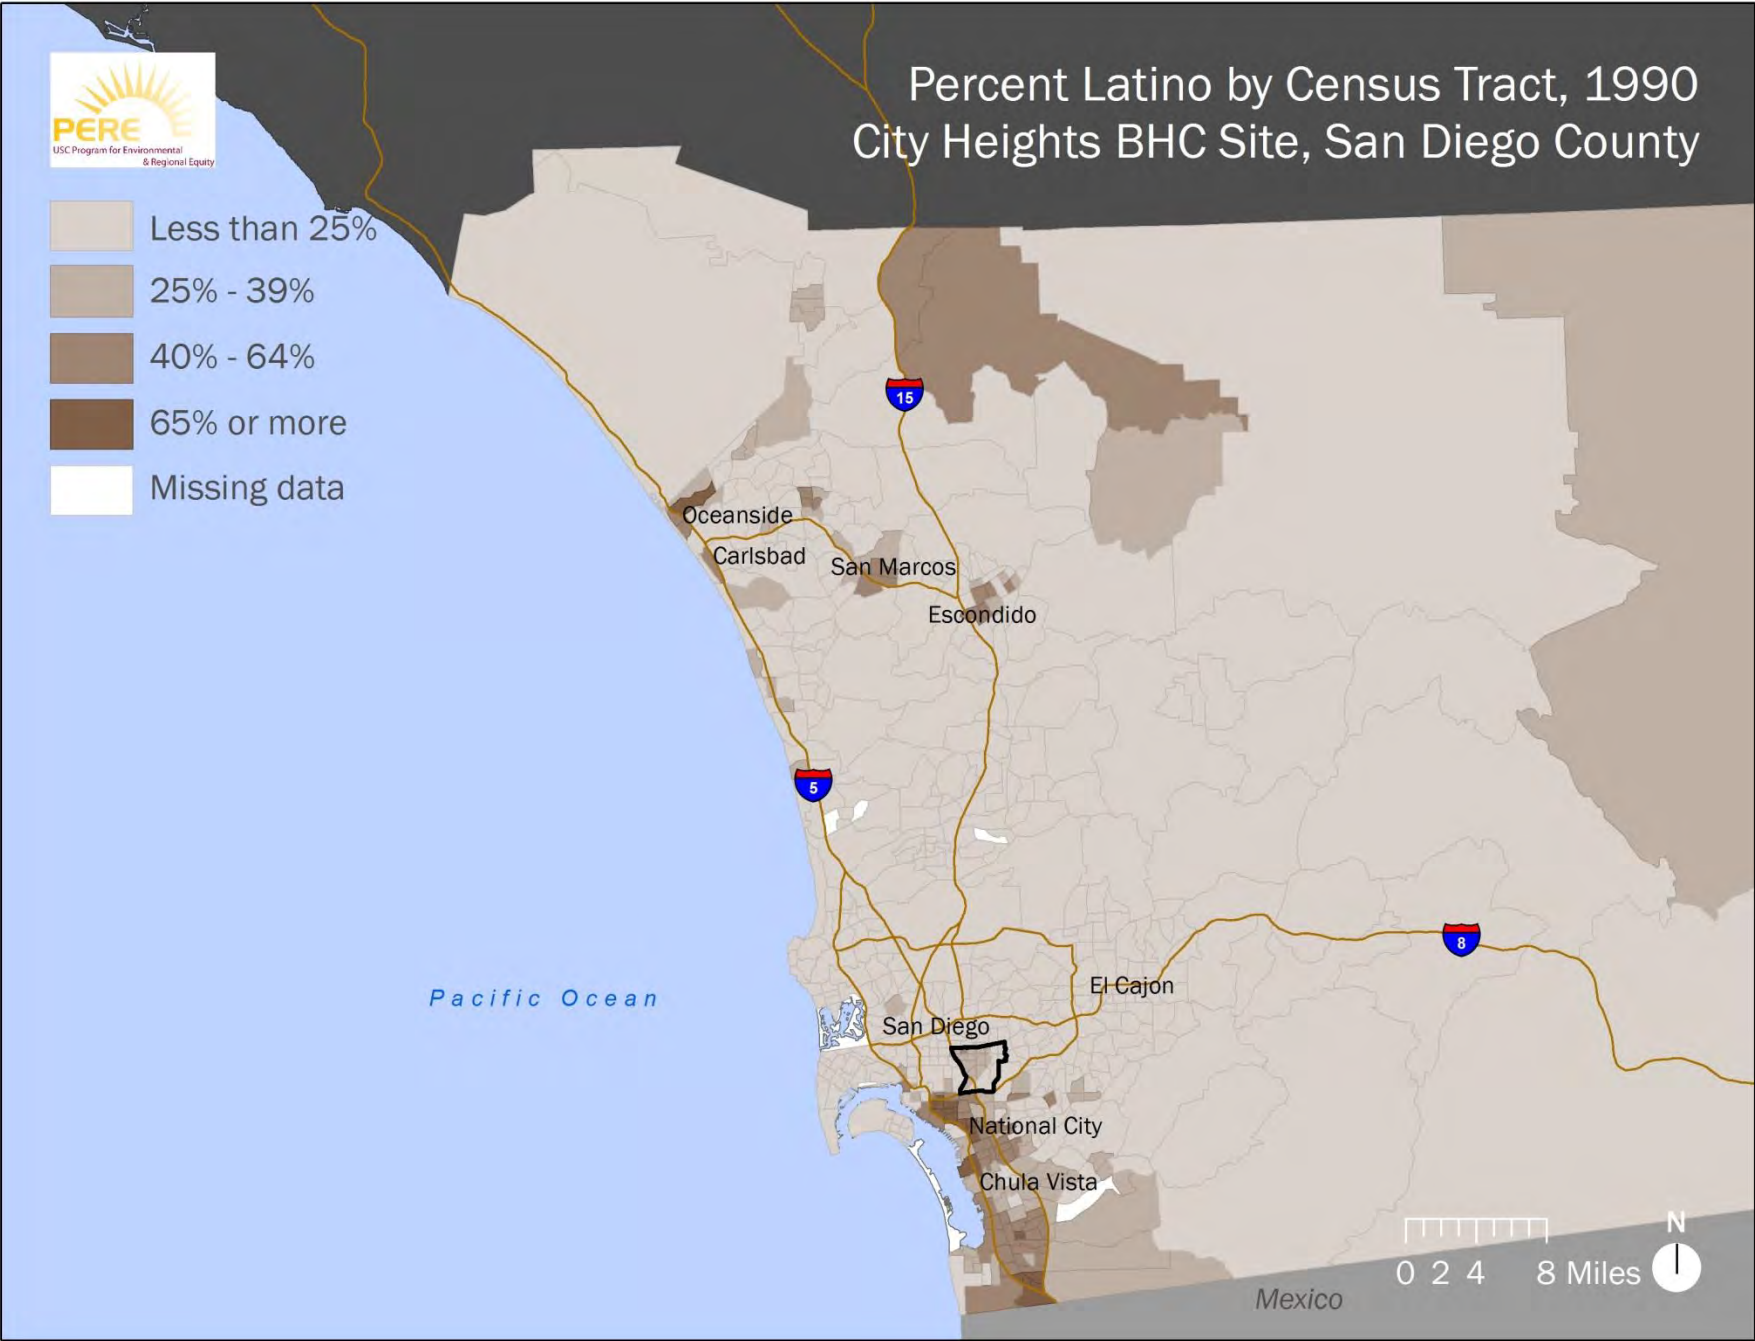 Percent Latino by Census Tract, 1990
City Heights BHC Site, San Diego County
PERE
USC Program for Environmental
& Regional Equity
Less than 25%
25% - 39%
40% - 64%
65% or more
Missing data
15
Oceanside
Carlsbad
San Marcos
Escondido
5
8
El Cajon
Pacific Ocean
San Diego
National City
Chula Vista
N
0 2 4 8 Miles
Mexico